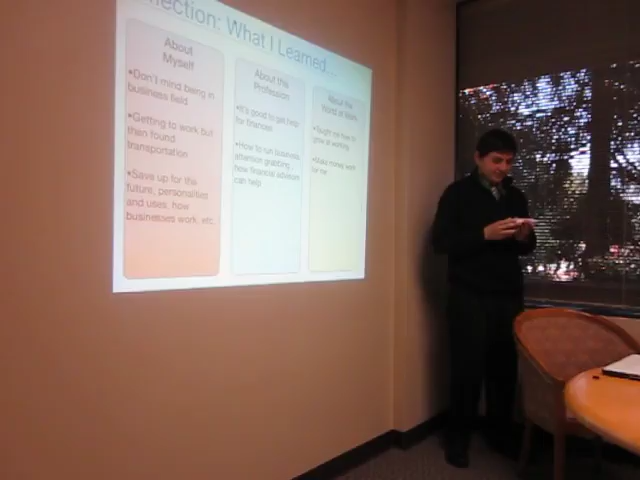 nection: What I Learned...
About
Myself
•Don't mind being in
business field
•Getting to work but
then found
transportation
•Save up for this
future, personalities
and uses, how
businesses work, etc.
About this
Profession
•It's good to get help
for finances
•How to run business,
attention grabbing,
how financial advisors
can help
About the
World of Work
•Taught me how to
grow at working
•Make money work
for me